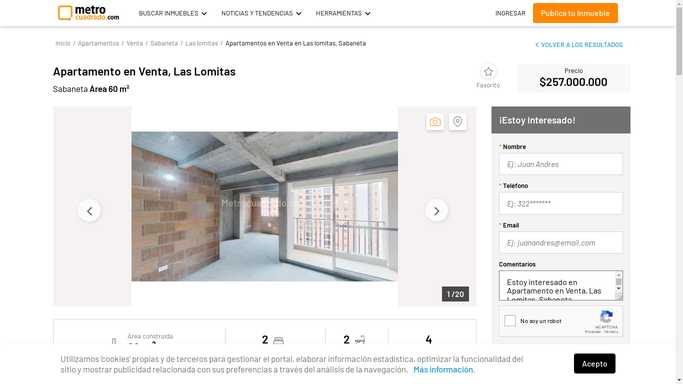 metro
cuadrado.com
BUSCAR INMUEBLES
NOTICIAS Y TENDENCIAS
HERRAMIENTAS
INGRESAR
Publica tu Inmueble
Inicio / Apartamentos / Venta / Sabaneta / Las lomitas / Apartamentos en Venta en Las lomitas, Sabaneta
VOLVER A LOS RESULTADOS
Apartamento en Venta, Las Lomitas
Sabaneta Área 60 m²
Favorito
Precio
$257.000.000
¡Estoy Interesado!
* Nombre
Ej: Juan Andres
* Teléfono
Ej: 322*******
* Email
Ej: juanandres@email.com
Comentarios
Estoy interesado en
Apartamento en Venta, Las
Lomitas, Sabaneta
No soy un robot
reCAPTCHA
Privacidad - Términos
1 / 20
Área construida
2
2
4
Utilizamos 'cookies' propias y de terceros para gestionar el portal, elaborar información estadística, optimizar la funcionalidad del
sitio y mostrar publicidad relacionada con sus preferencias a través del análisis de la navegación. Más información.
Acepto